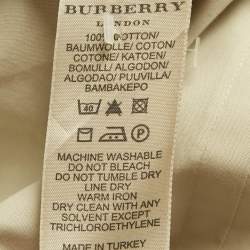 BURBERRY
LONDON
100% COTTON/
BAUMWOLLE/ COTON/
COTONE/ KATOEN/
BOMULL/ ALGODON/
ALGODAO/ PUUVILLA/
BAMBAKEPO
40
P
MACHINE WASHABLE
DO NOT BLEACH
DO NOT TUMBLE DRY
LINE DRY
WARM IRON
DRY CLEAN WITH ANY
SOLVENT EXCEPT
TRICHLOROETHYLENE
MADE IN TURKEY